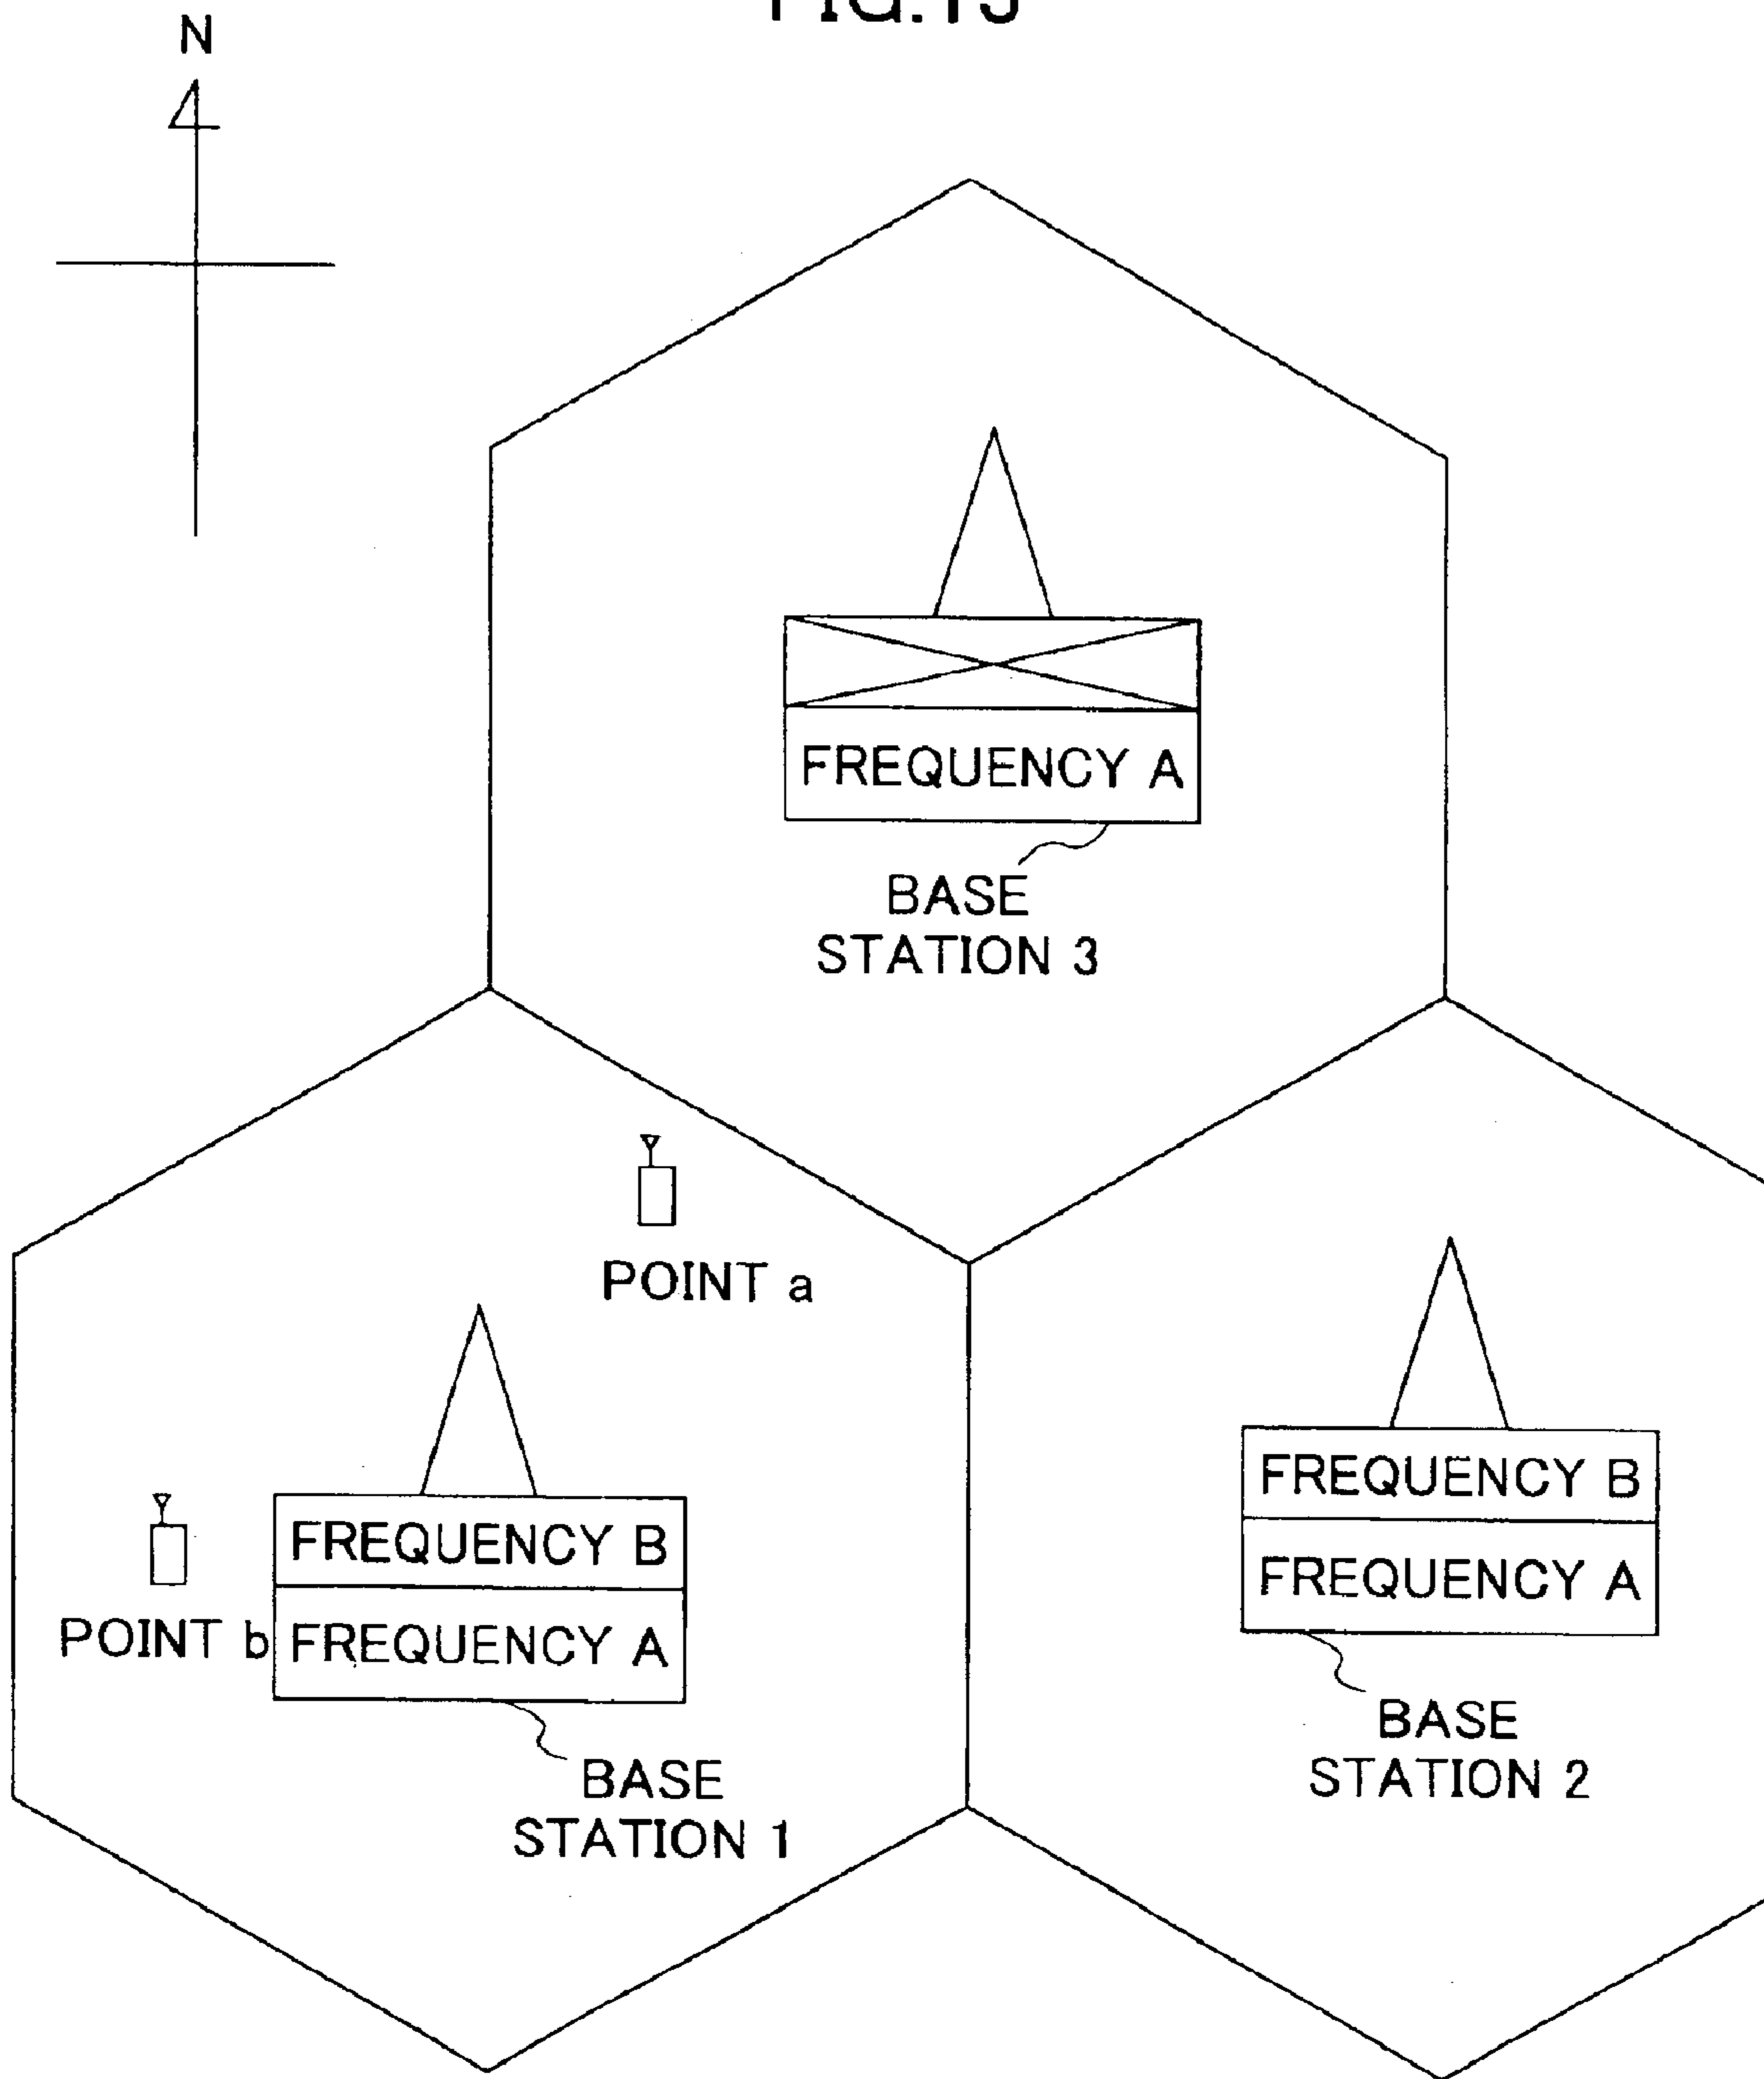 N
FREQUENCY A
BASE
STATION 3
POINT a
FREQUENCY B
FREQUENCY A
BASE
STATION 2
POINT b
FREQUENCY B
FREQUENCY A
BASE
STATION 1